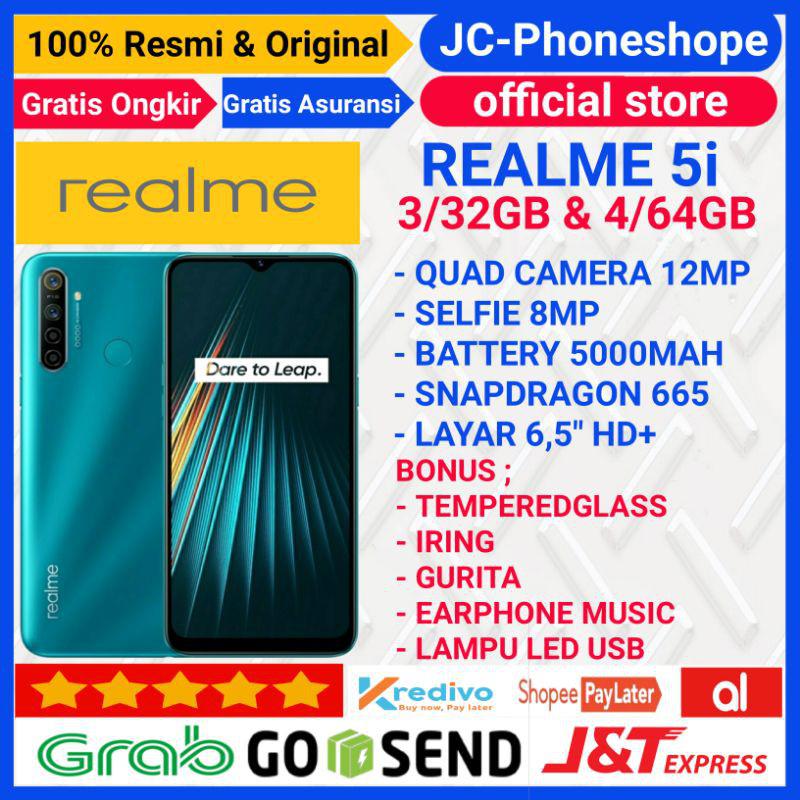 100% Resmi & Original
JC-Phoneshope
Gratis Ongkir
Gratis Asuransi
official store
realme
REALME 5i
3/32GB & 4/64GB
- QUAD CAMERA 12MP
- SELFIE 8MP
- BATTERY 5000MAH
- SNAPDRAGON 665
- LAYAR 6,5" HD+
BONUS ;
- TEMPEREDGLASS
- IRING
- GURITA
- EARPHONE MUSIC
- LAMPU LED USB
Dare to Leap.
realme
Kredivo
Buy now, Pay later
Shopee PayLater
al
Grab
GO SEND
J&T EXPRESS